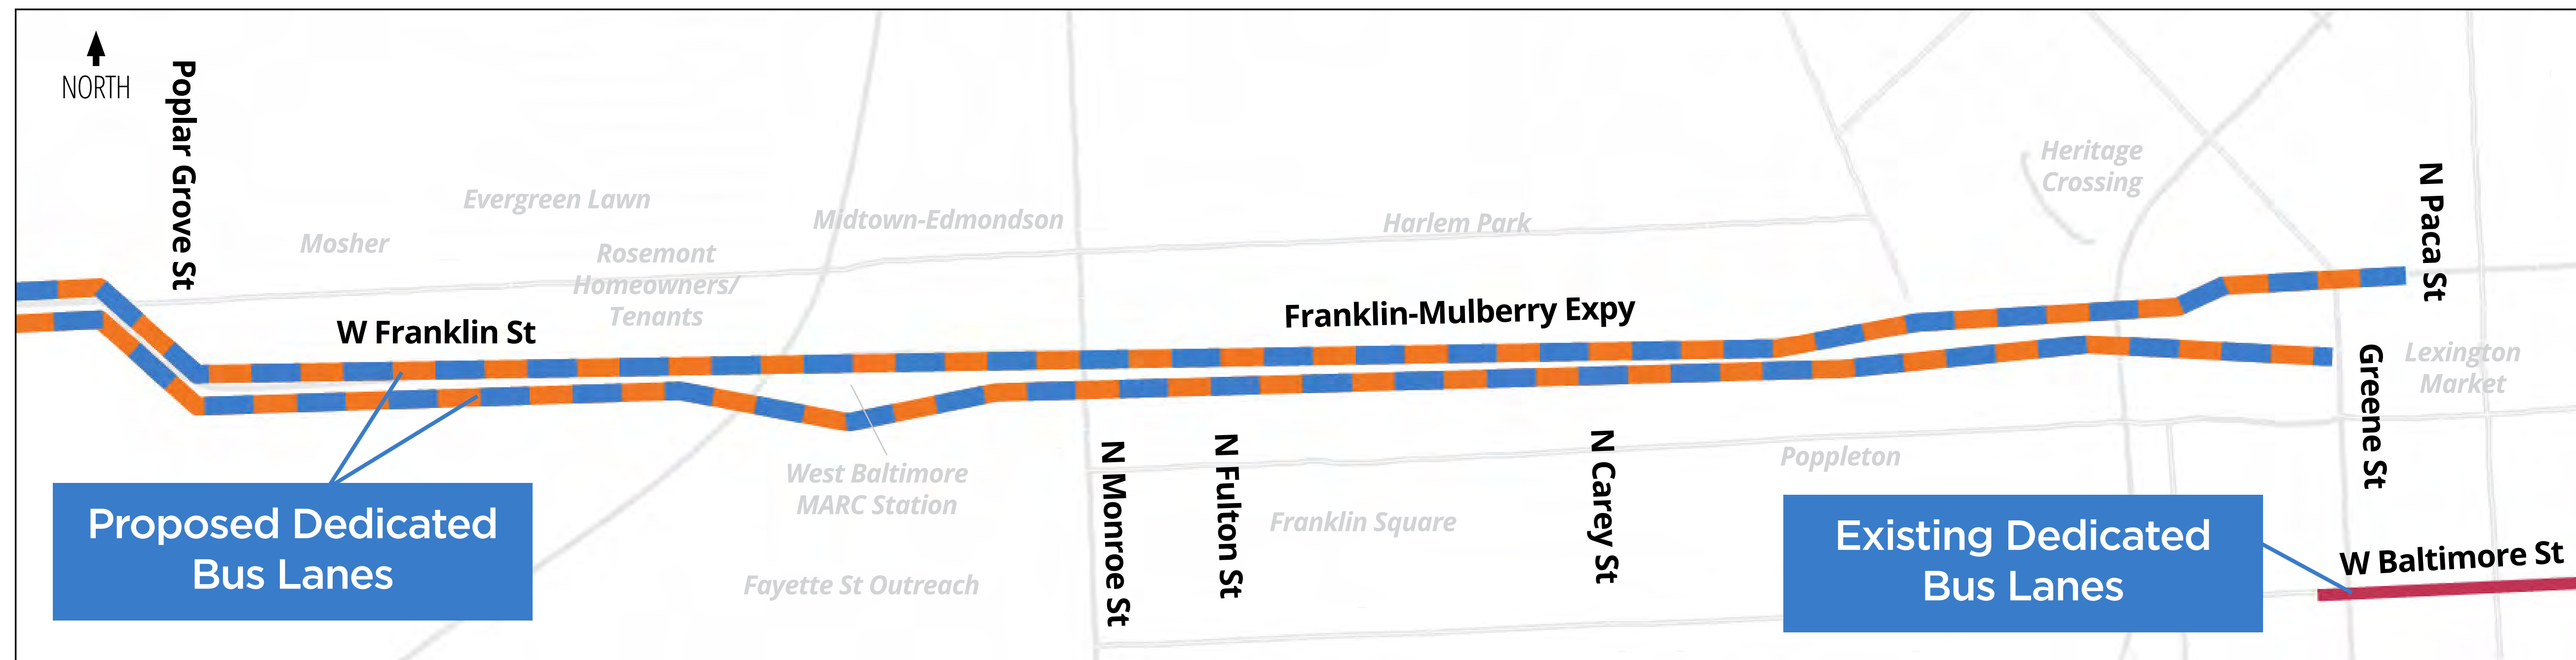 NORTH
Poplar Grove St
Evergreen Lawn
Mosher
Rosemont
Homeowners/
Tenants
Midtown-Edmondson
Harlem Park
Heritage
Crossing
N Paca St
W Franklin St
Franklin-Mulberry Expy
Greene St
Lexington
Market
Proposed Dedicated
Bus Lanes
West Baltimore
MARC Station
Fayette St Outreach
N Monroe St
N Fulton St
Franklin Square
N Carey St
Poppleton
Existing Dedicated
Bus Lanes
W Baltimore St